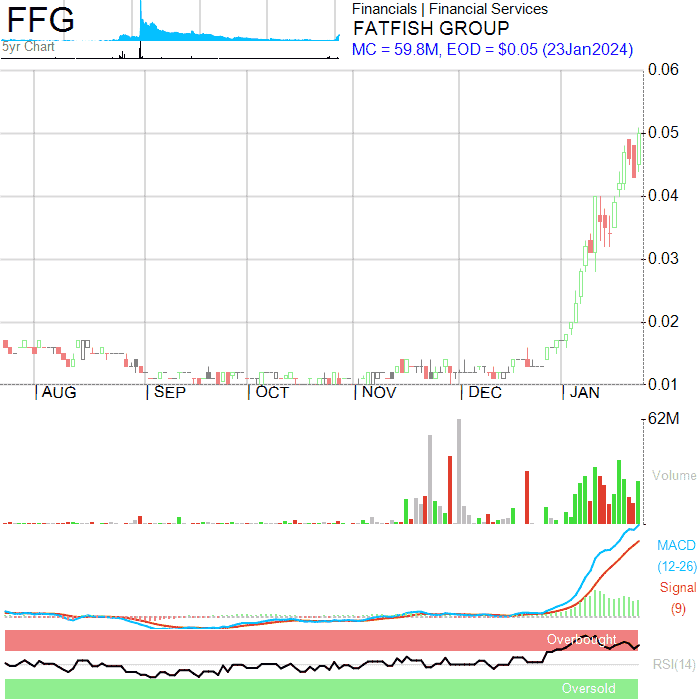 FFG
5yr Chart
Financials | Financial Services
FATFISH GROUP
MC = 59.8M, EOD = $0.05 (23Jan2024)
0.06
0.05
0.04
0.03
0.02
0.01
AUG SEP OCT NOV DEC JAN
62M
Volume
MACD
(12-26)
Signal
(9)
Overbought
RSI(14)
Oversold